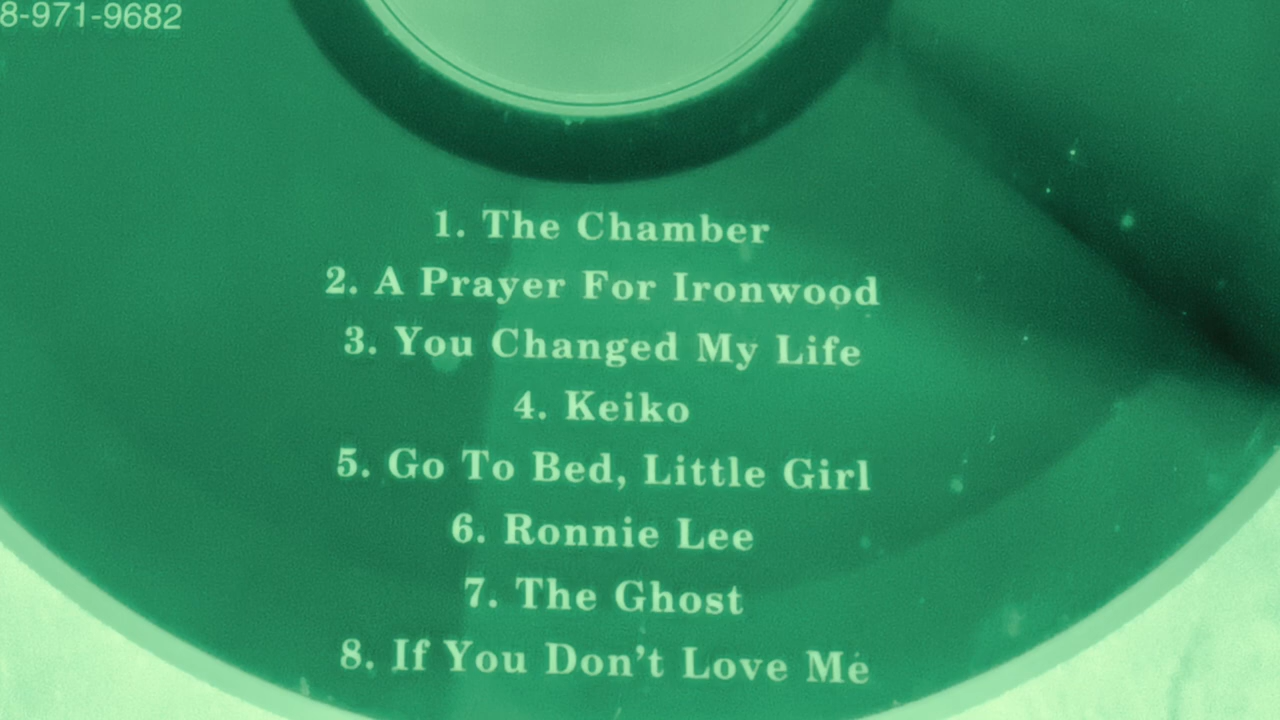 8-971-9682
1. The Chamber
2. A Prayer For Ironwood
3. You Changed My Life
4. Keiko
5. Go To Bed, Little Girl
6. Ronnie Lee
7. The Ghost
8. If You Don't Love Me